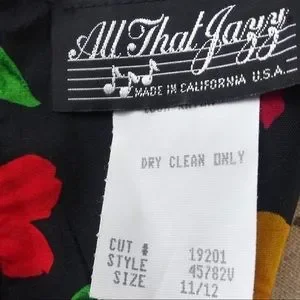 All That Jazz
MADE IN CALIFORNIA U.S.A.
DRY CLEAN ONLY
CUT # 19201
STYLE 45782V
SIZE 11/12